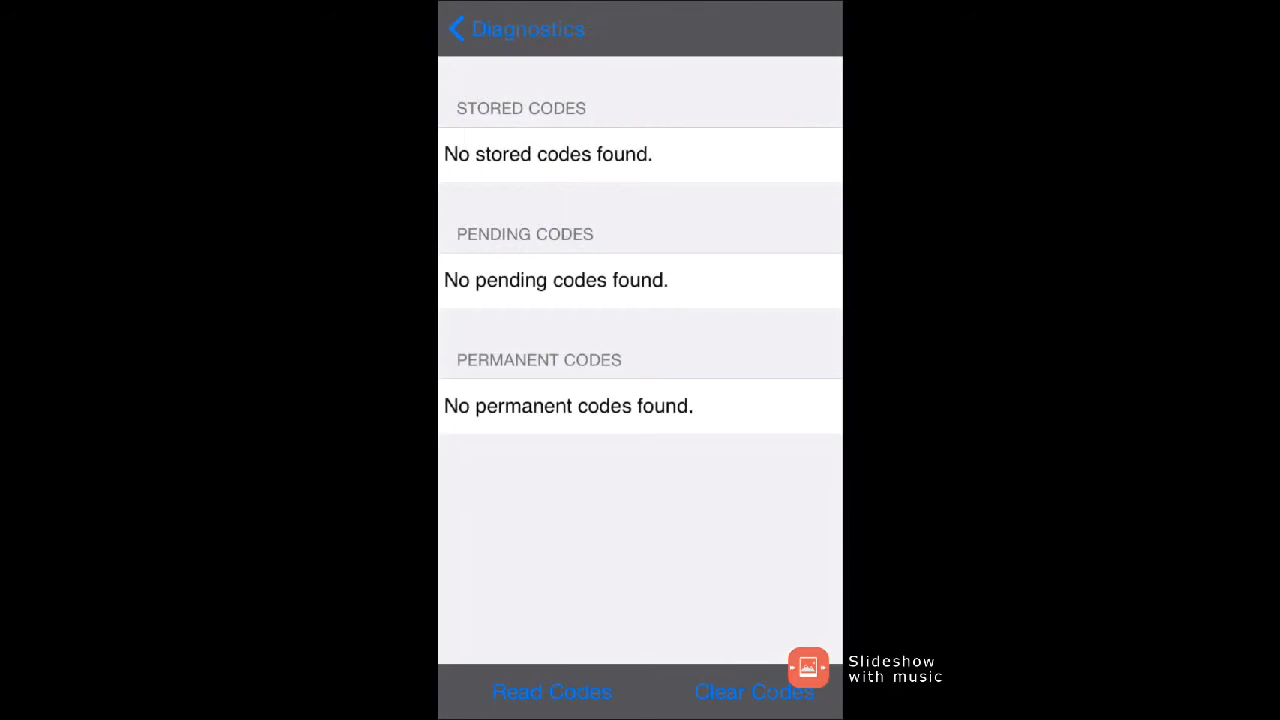 Diagnostics
STORED CODES
No stored codes found.
PENDING CODES
No pending codes found.
PERMANENT CODES
No permanent codes found.
Read Codes
Clear Codes
Slideshow
with music